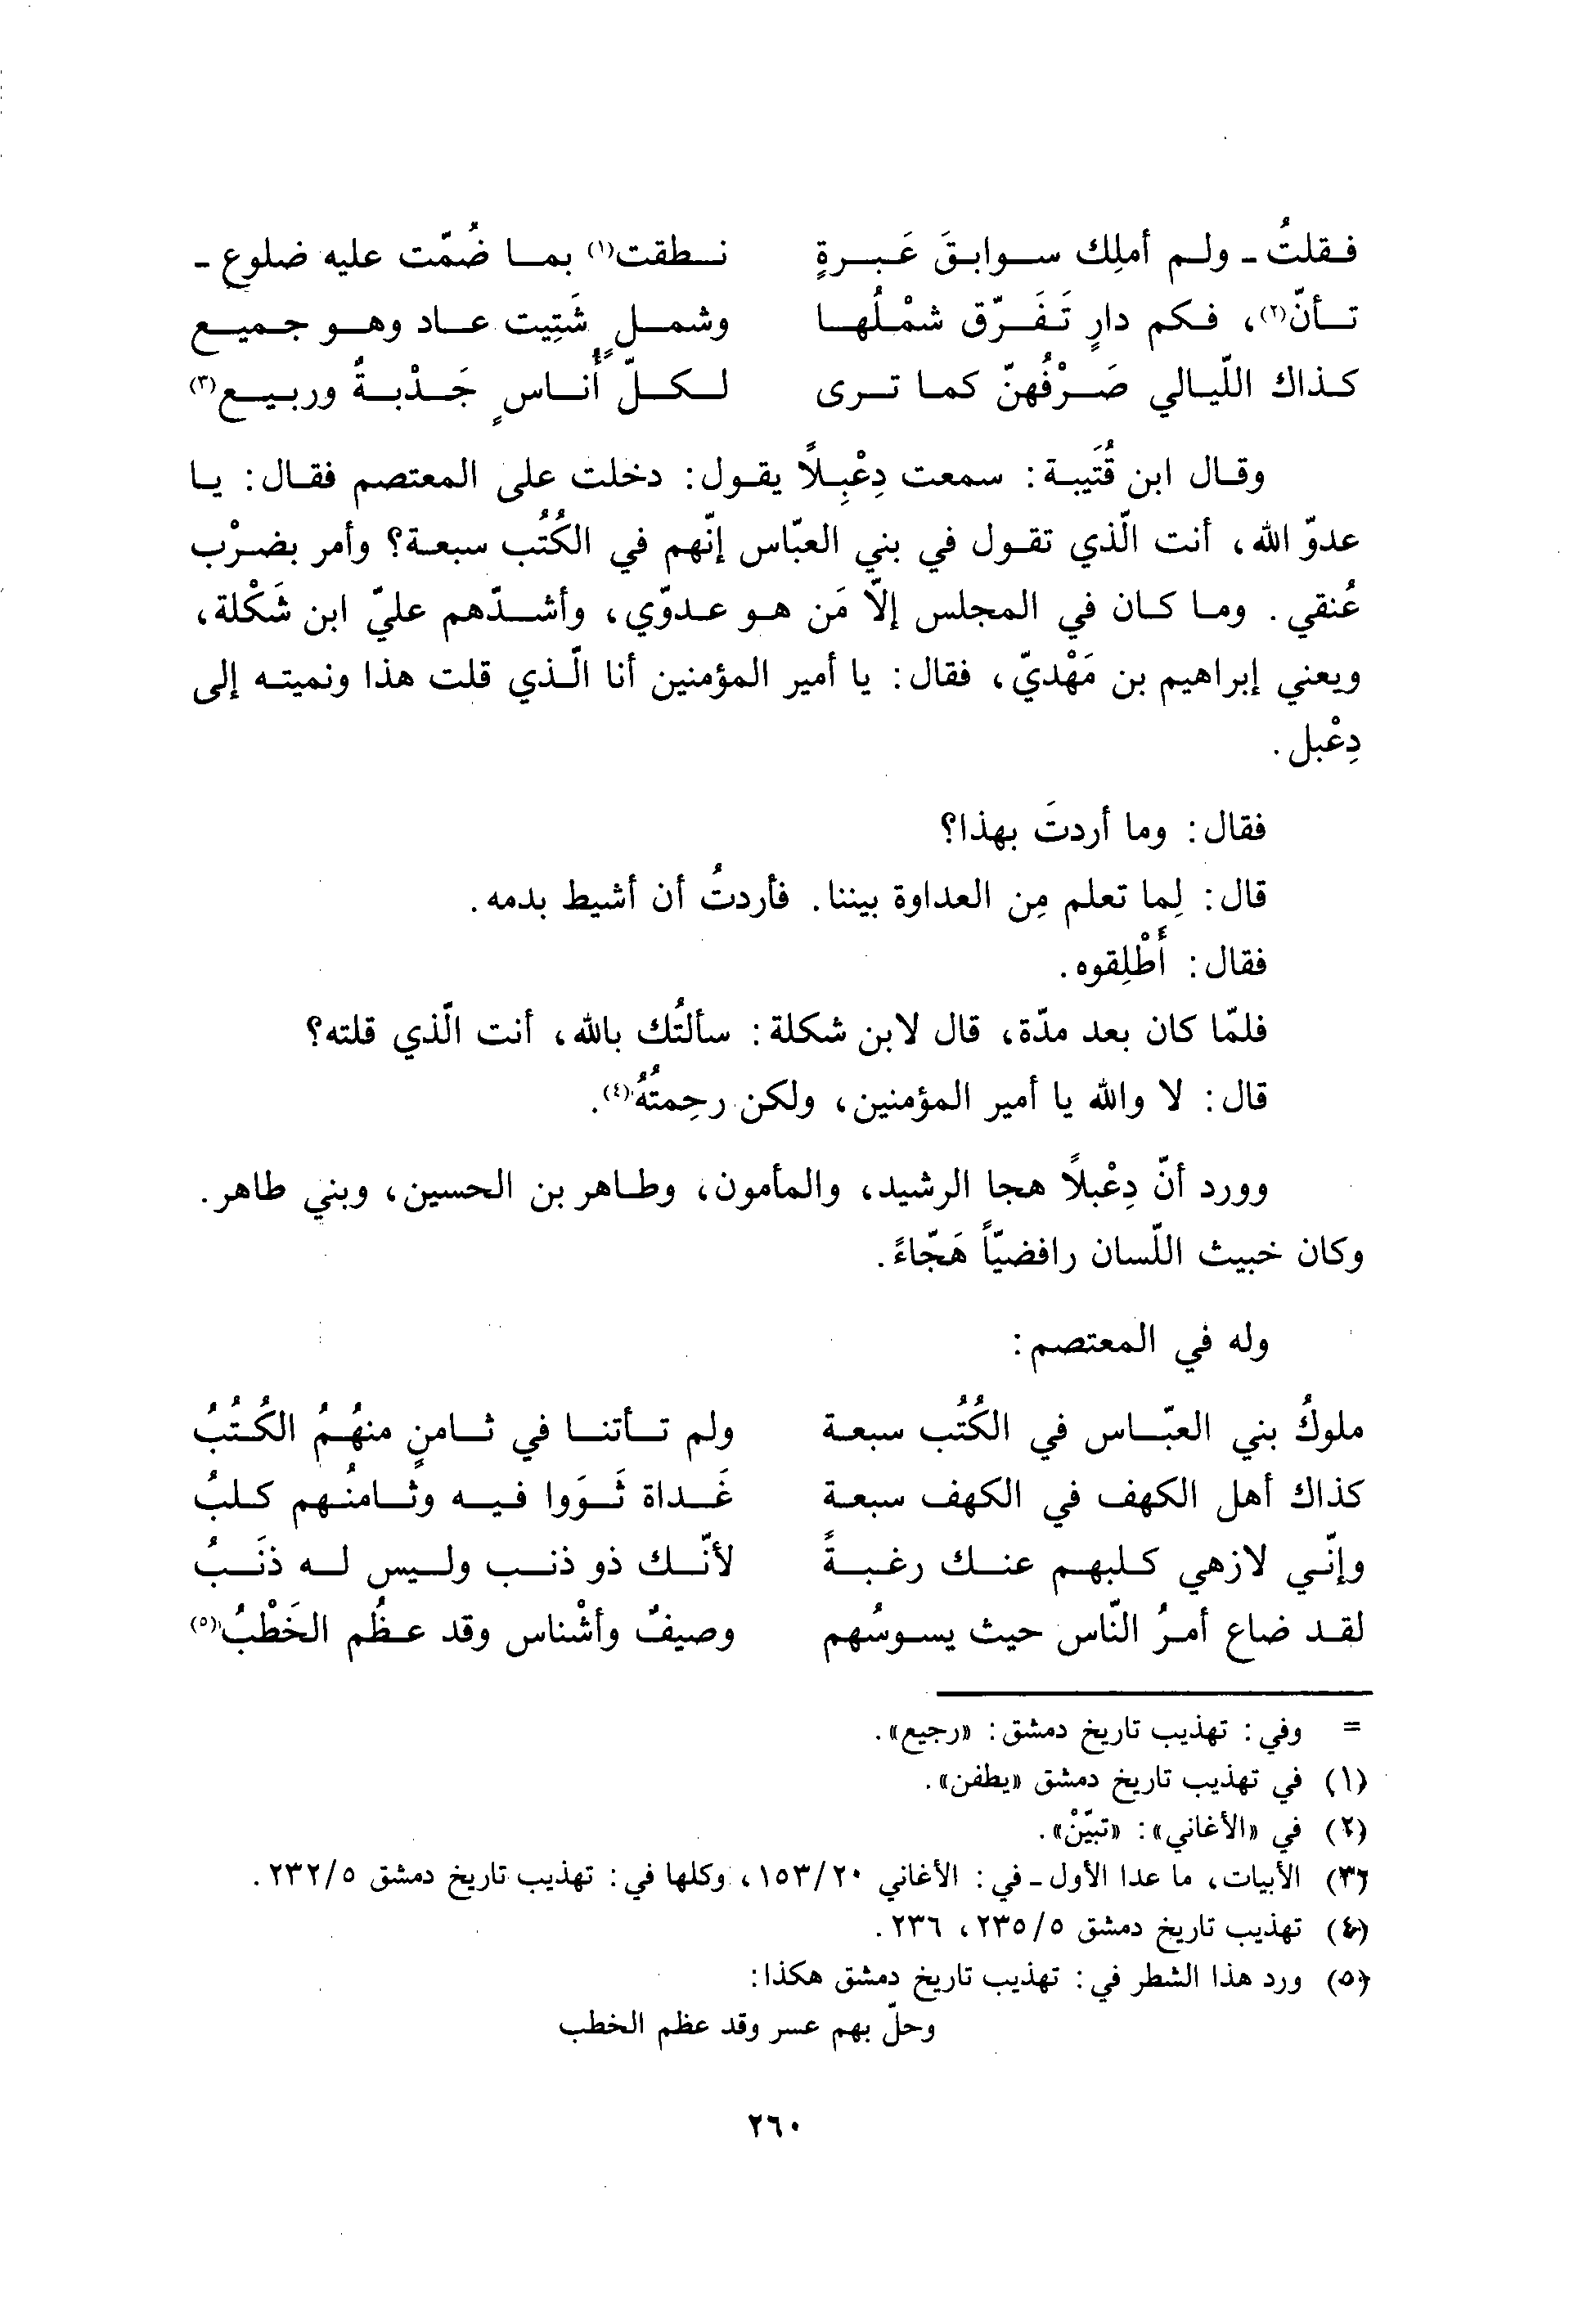 فقلتُ - ولم أملِك سوابقَ عَبرةٍ نطقت(١) بما ضُمّت عليه ضلوع -
تأنّ(٢)، فكم دارٍ تَفَرّق شمْلُها وشملٍ شَتِيت عاد وهو جميع
كذاك اللّيالي صَرْفُهنّ كما ترى لكلّ أُناسٍ جَدْبةٌ وربيع(٣)
وقال ابن قُتَيبة: سمعت دِعْبِلاً يقول: دخلت على المعتصم فقال: يا
عدوّ الله، أنت الّذي تقول في بني العبّاس إنّهم في الكُتُب سبعة؟ وأمر بضرْب
عُنقي. وما كان في المجلس إلاّ مَن هو عدوّي، وأشدّهم عليّ ابن شَكْلة،
ويعني إبراهيم بن مَهْديّ، فقال: يا أمير المؤمنين أنا الّذي قلت هذا ونميته إلى
دِعْبل.
فقال: وما أردتَ بهذا؟
قال: لِما تعلم مِن العداوة بيننا. فأردتُ أن أشيط بدمه.
فقال: أَطْلِقوه.
فلمّا كان بعد مدّة، قال لابن شكلة: سألتُك بالله، أنت الّذي قلته؟
قال: لا والله يا أمير المؤمنين، ولكن رحِمتُهُ(٤).
وورد أنّ دِعْبلاً هجا الرشيد، والمأمون، وطاهر بن الحسين، وبني طاهر.
وكان خبيث اللّسان رافضيّاً هَجّاءً.
وله في المعتصم:
ملوكُ بني العبّاس في الكُتُب سبعة ولم تأتنا في ثامنٍ منهُمُ الكُتُبُ
كذاك أهل الكهف في الكهف سبعة غَداة ثَوَوا فيه وثامنُهم كلبُ
وإنّي لازهي كلبهم عنك رغبةً لأنّك ذو ذنب وليس له ذنَبُ
لقد ضاع أمرُ النّاس حيث يسوسُهم وصيفٌ وأشْناس وقد عظُم الخَطْبُ(٥)
= وفي: تهذيب تاريخ دمشق: «رجيع».
(١) في تهذيب تاريخ دمشق «يطفن».
(٢) في «الأغاني»: «تبيّنْ».
(٣) الأبيات، ما عدا الأول - في: الأغاني ١٥٣/٢٠، وكلها في: تهذيب تاريخ دمشق ٢٣٢/٥.
(٤) تهذيب تاريخ دمشق ٢٣٥/٥، ٢٣٦.
(٥) ورد هذا الشطر في: تهذيب تاريخ دمشق هكذا:
وحلّ بهم عسر وقد عظم الخطب
٢٦٠